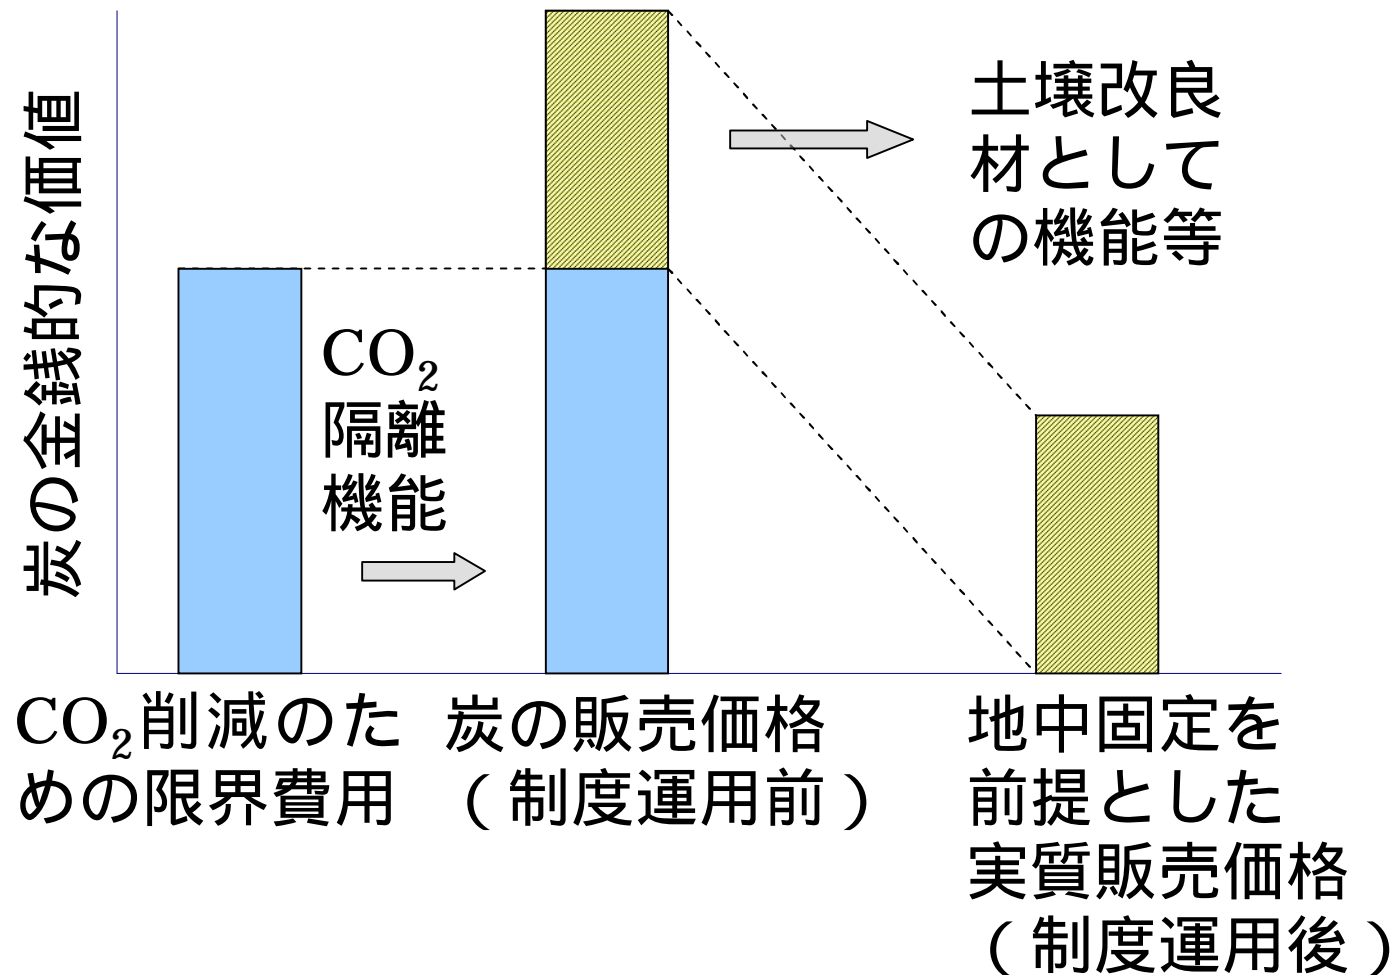 炭の金銭的な価値
土壌改良
材として
の機能等
CO₂
隔離
機能
CO₂削減のた
めの限界費用
炭の販売価格
（制度運用前）
地中固定を
前提とした
実質販売価格
（制度運用後）